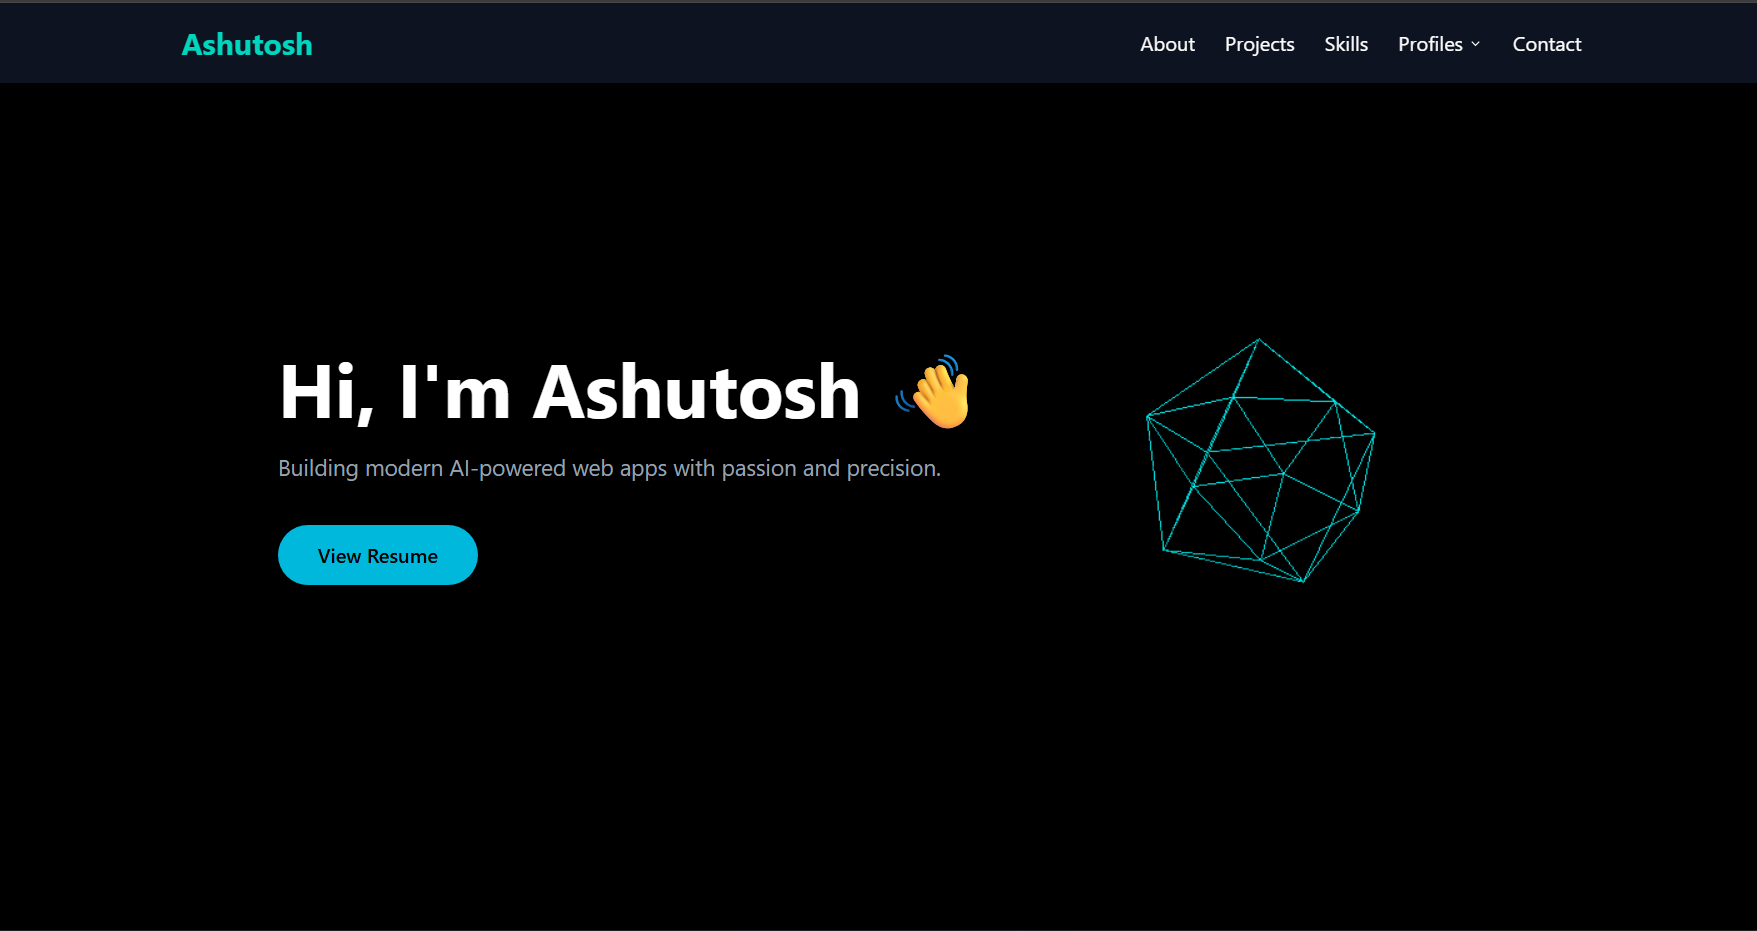 Ashutosh
About Projects Skills Profiles Contact
Hi, I'm Ashutosh 👋
Building modern AI-powered web apps with passion and precision.
View Resume